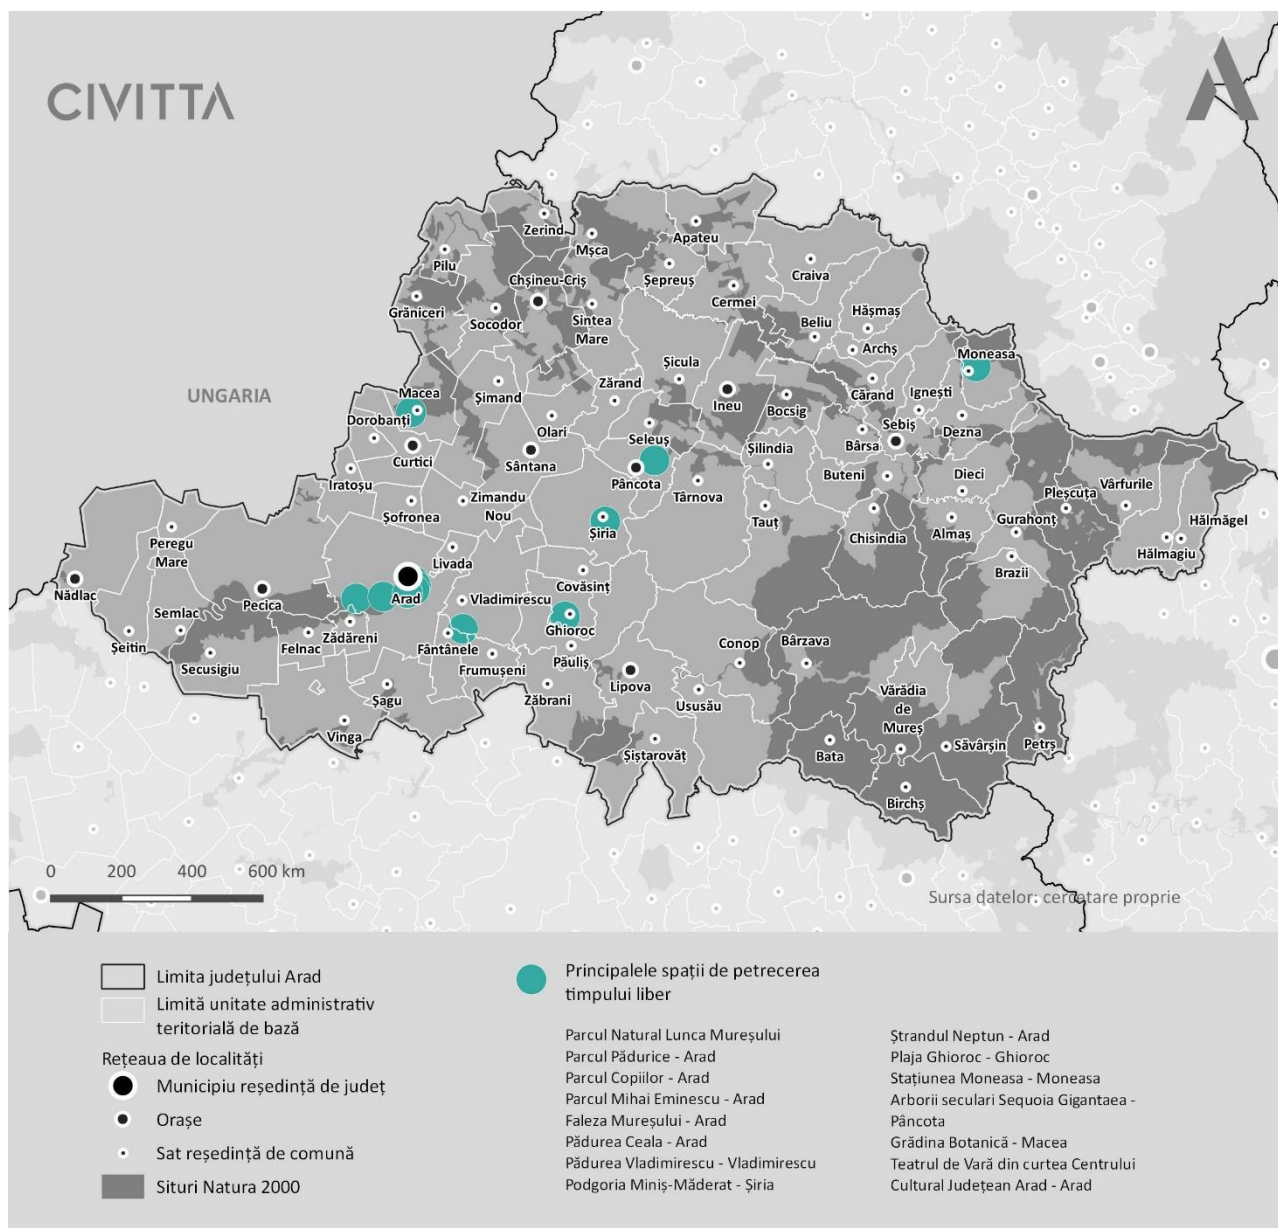 CIVITTA
UNGARIA
Zerind
Mșca
Apateu
Pilu
Chșineu-Criș
Șepreuș
Craiva
Grăniceri
Socodor
Sintea
Mare
Cermei
Beliu
Hășmaș
Archș
Moneasa
Macea
Șimand
Zărand
Șicula
Ineu
Bocsig
Cărand
Ignești
Dorobanți
Olari
Seleuș
Bârsa
Sebiș
Dezna
Curtici
Sântana
Pâncota
Șilindia
Iratoșu
Târnova
Buteni
Dieci
Șofronea
Zimandu
Nou
Pleșcuța
Vârfurile
Șiria
Tauț
Chisindia
Almaș
Gurahonț
Hălmăgel
Hălmagiu
Peregu
Mare
Livada
Covăsinț
Brazii
Nădlac
Pecica
Arad
Vladimirescu
Semlac
Zădăreni
Felnac
Fântânele
Ghioroc
Șeitin
Secusigiu
Frumușeni
Păuliș
Conop
Bârzava
Șagu
Zăbrani
Lipova
Ususău
Vărădia
de
Mureș
Vinga
Șiștarovăț
Bata
Săvârșin
Petrș
Birchș
0 200 400 600 km
Sursa datelor: cercetare proprie
Limita județului Arad
Limită unitate administrativ
teritorială de bază
Rețeaua de localități
Municipiu reședință de județ
Orașe
Sat reședință de comună
Situri Natura 2000
Principalele spații de petrecerea
timpului liber
Parcul Natural Lunca Mureșului
Parcul Pădurice - Arad
Parcul Copiilor - Arad
Parcul Mihai Eminescu - Arad
Faleza Mureșului - Arad
Pădurea Ceala - Arad
Pădurea Vladimirescu - Vladimirescu
Podgoria Miniș-Măderat - Șiria
Ștrandul Neptun - Arad
Plaja Ghioroc - Ghioroc
Stațiunea Moneasa - Moneasa
Arborii seculari Sequoia Gigantaea -
Pâncota
Grădina Botanică - Macea
Teatrul de Vară din curtea Centrului
Cultural Județean Arad - Arad